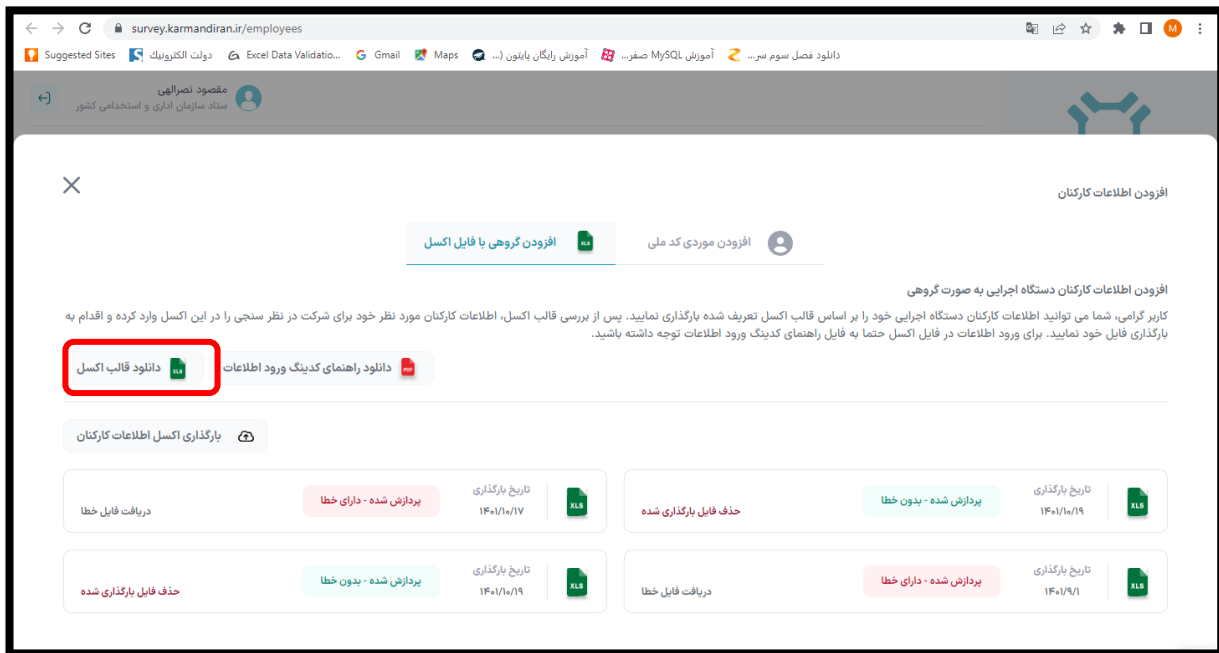 survey.karmandiran.ir/employees
M
Suggested Sites
دولت الکترونیک
Excel Data Validatio...
Gmail
Maps
آموزش رایگان پایتون (...
آموزش MySQL صفر...
دانلود فصل سوم سر...
مقصود نصرالهی
ستاد سازمان اداری و استخدامی کشور
افزودن اطلاعات کارکنان
افزودن موردی کد ملی
افزودن گروهی با فایل اکسل
افزودن اطلاعات کارکنان دستگاه اجرایی به صورت گروهی
کاربر گرامی، شما می توانید اطلاعات کارکنان دستگاه اجرایی خود را بر اساس قالب اکسل تعریف شده بارگذاری نمایید. پس از بررسی قالب اکسل، اطلاعات کارکنان مورد نظر خود برای شرکت در نظر سنجی را در این اکسل وارد کرده و اقدام به
بارگذاری فایل خود نمایید. برای ورود اطلاعات در فایل اکسل حتما به فایل راهنمای کدینگ ورود اطلاعات توجه داشته باشید.
دانلود راهنمای کدینگ ورود اطلاعات
دانلود قالب اکسل
بارگذاری اکسل اطلاعات کارکنان
XLS
تاریخ بارگذاری
۱۴۰۱/۱۰/۱۹
پردازش شده - بدون خطا
حذف فایل بارگذاری شده
XLS
تاریخ بارگذاری
۱۴۰۱/۱۰/۱۷
پردازش شده - دارای خطا
دریافت فایل خطا
XLS
تاریخ بارگذاری
۱۴۰۱/۹/۱
پردازش شده - دارای خطا
دریافت فایل خطا
XLS
تاریخ بارگذاری
۱۴۰۱/۱۰/۱۹
پردازش شده - بدون خطا
حذف فایل بارگذاری شده